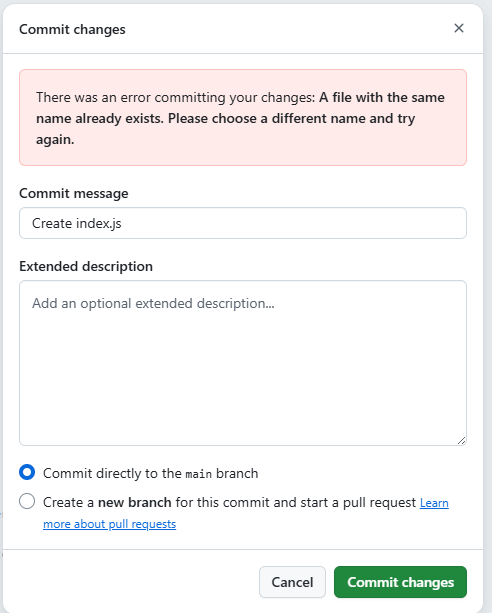 Commit changes
There was an error committing your changes: A file with the same
name already exists. Please choose a different name and try
again.
Commit message
Create index.js
Extended description
Add an optional extended description...
Commit directly to the main branch
Create a new branch for this commit and start a pull request Learn
more about pull requests
Cancel
Commit changes